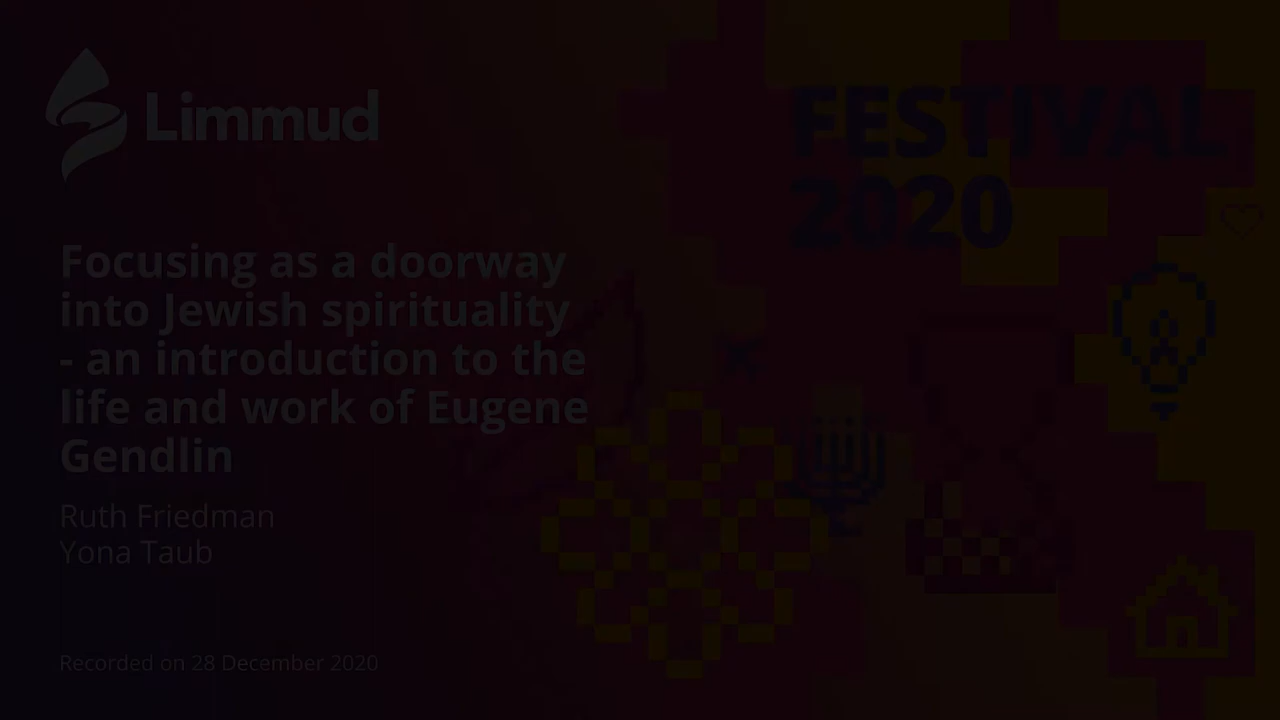 Limmud
FESTIVAL
2020
Focusing as a doorway
into Jewish spirituality
- an introduction to the
life and work of Eugene
Gendlin
Ruth Friedman
Yona Taub
Recorded on 28 December 2020